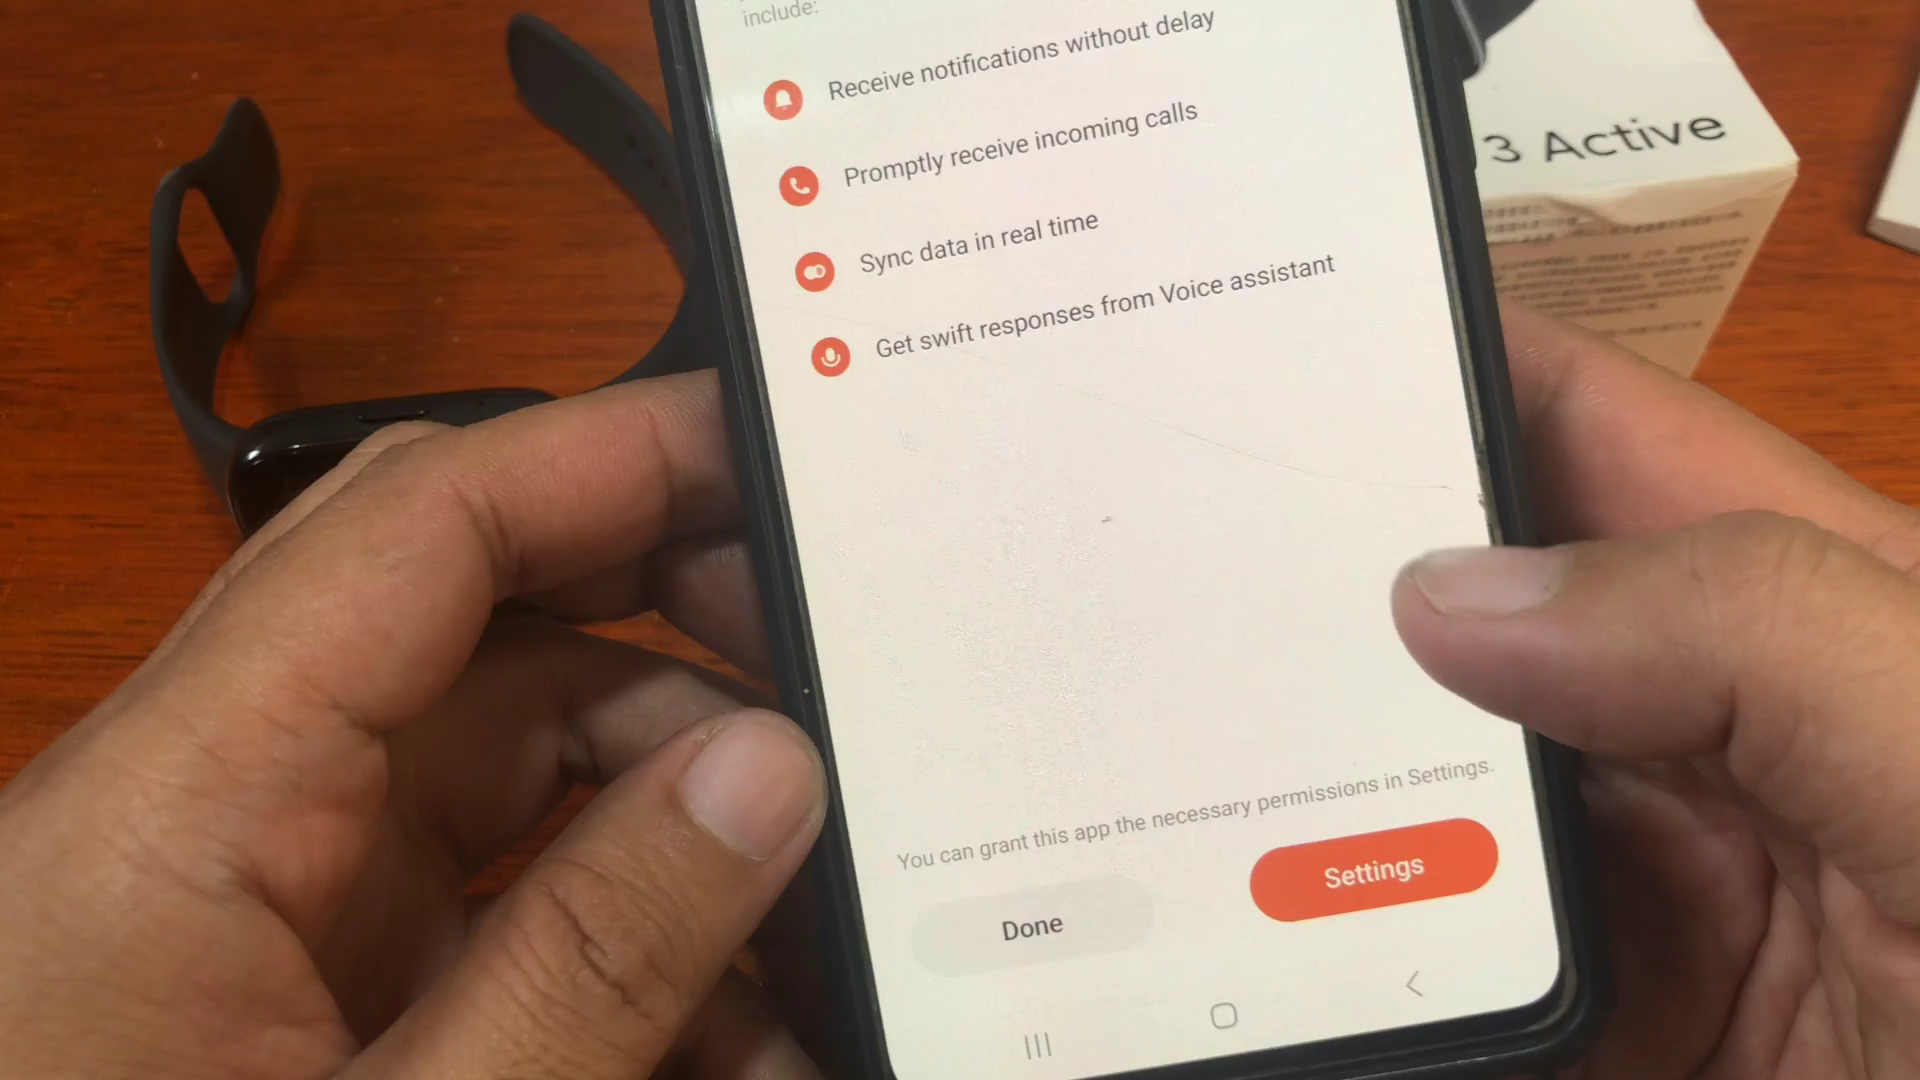 include:
Receive notifications without delay
Promptly receive incoming calls
Sync data in real time
Get swift responses from Voice assistant
You can grant this app the necessary permissions in Settings.
Done
Settings
3 Active